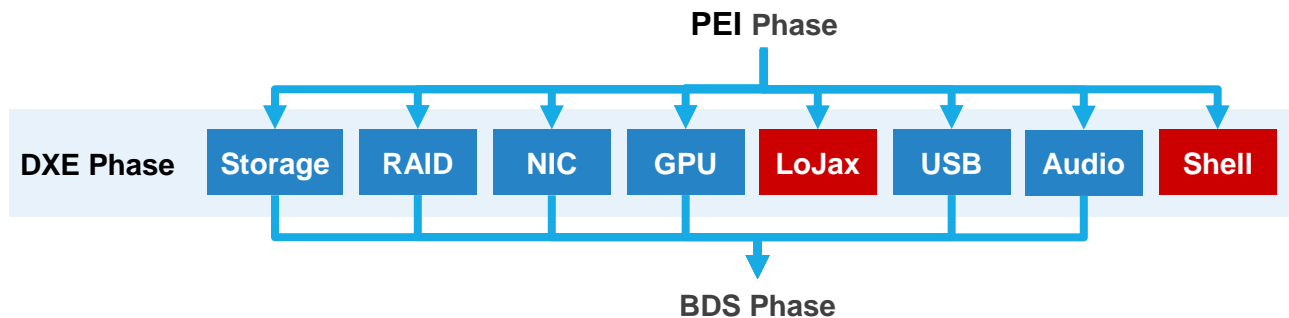 PEI Phase
DXE Phase
Storage
RAID
NIC
GPU
LoJax
USB
Audio
Shell
BDS Phase